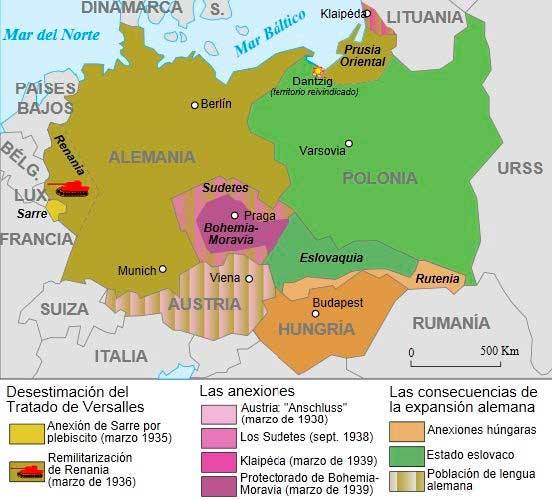 DINAMARCA
S.
Klaipéda
LITUANIA
Mar del Norte
Mar Báltico
Prusia
Oriental
Dantzig
(territorio reivindicado)
PAÍSES
BAJOS
Berlín
Renania
ALEMANIA
Varsovia
POLONIA
URSS
BÉLG.
LUX
Sarre
Sudetes
Praga
Bohemia-
Moravia
FRANCIA
Eslovaquia
Rutenia
Munich
Viena
AUSTRIA
Budapest
HUNGRÍA
RUMANÍA
SUIZA
ITALIA
0 500 Km
Desestimación del
Tratado de Versalles
Anexión de Sarre por
plebiscito (marzo 1935)
Remilitarización
de Renania
(marzo de 1936)
Las anexiones
Austria: "Anschluss"
(marzo de 1930)
Los Sudetes (sept. 1938)
Klaipéda (marzo de 1939)
Protectorado de Bohemia-
Moravia (marzo de 1939)
Las consecuencias de
la expansión alemana
Anexiones húngaras
Estado eslovaco
Población de lengua
alemana